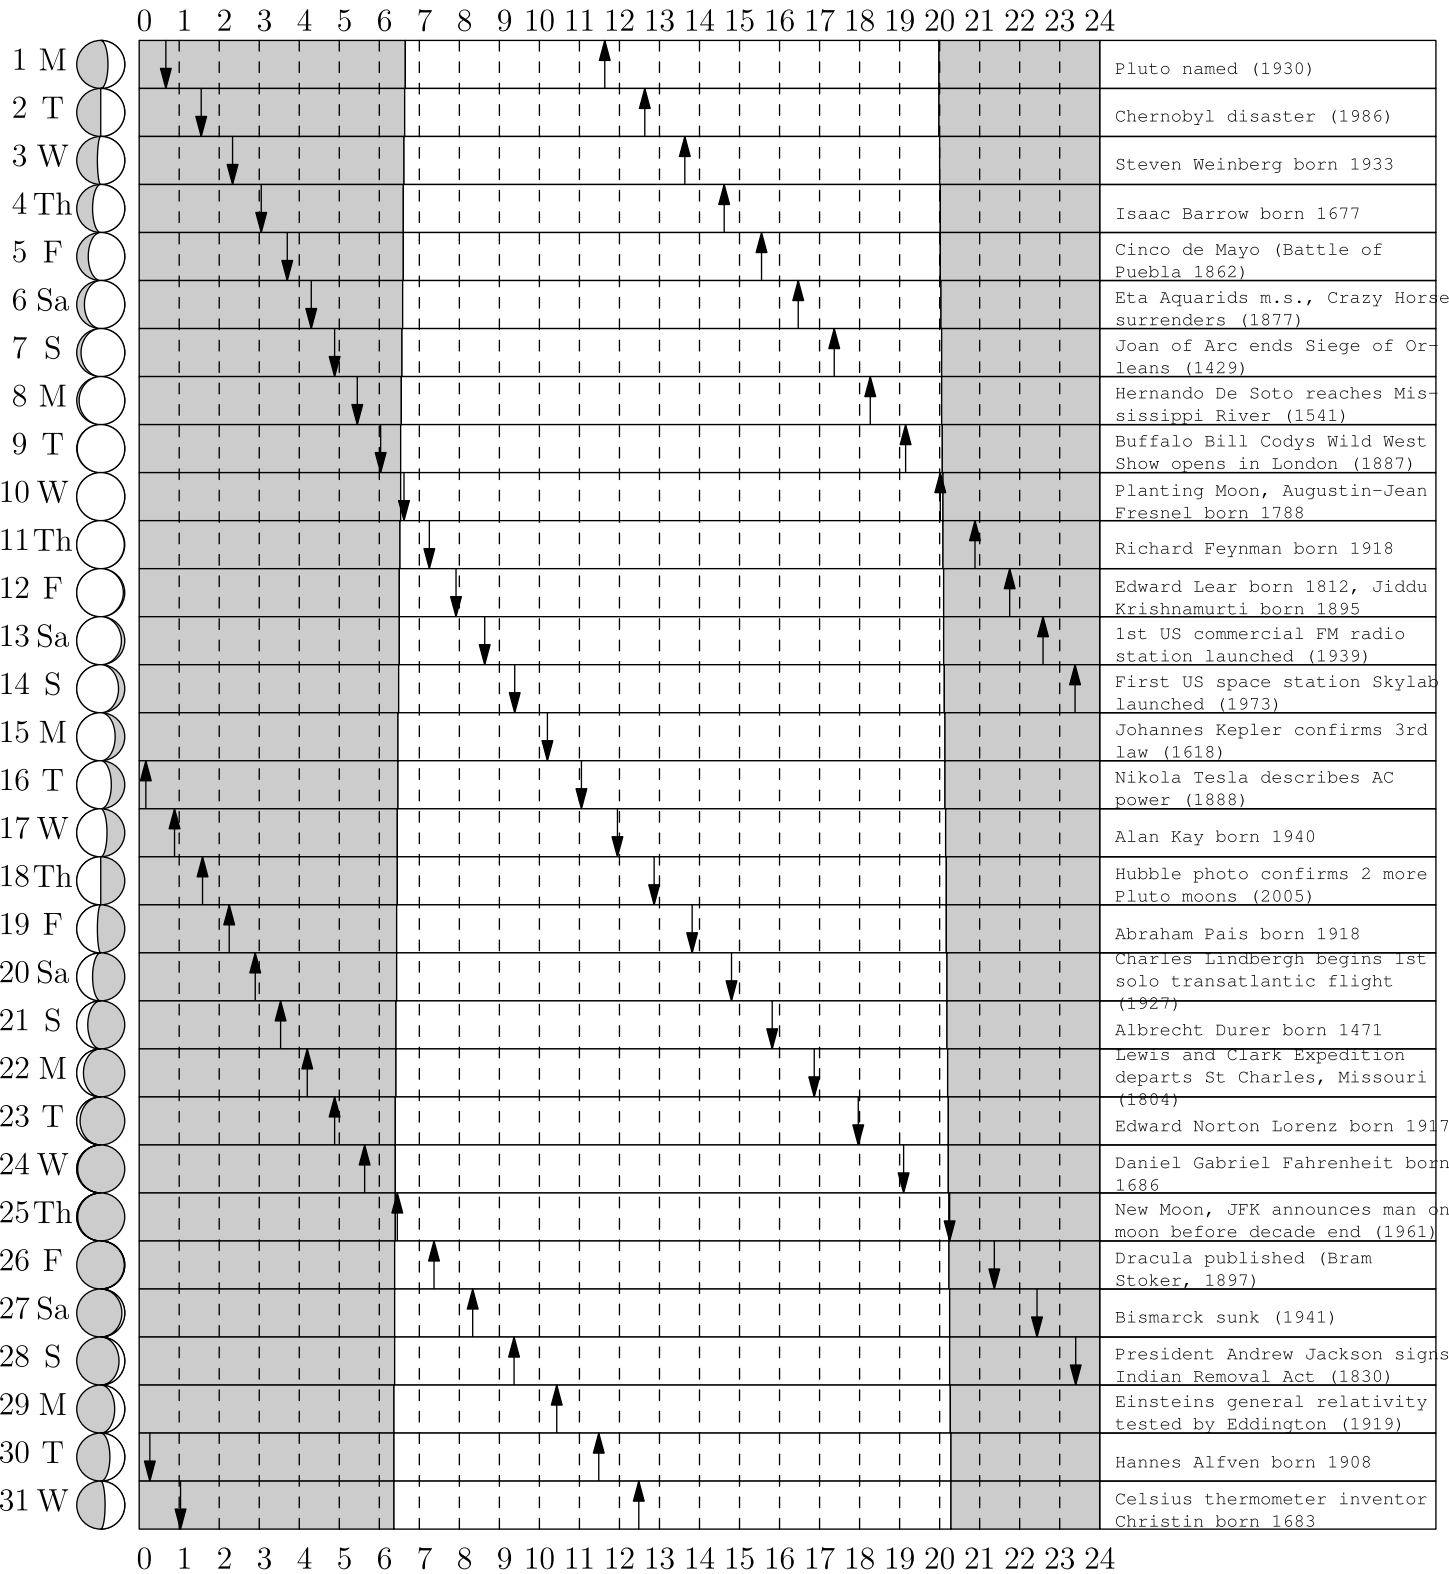 0 1 2 3 4 5 6 7 8 9 10 11 12 13 14 15 16 17 18 19 20 21 22 23 24
1 M Pluto named (1930)
2 T Chernobyl disaster (1986)
3 W Steven Weinberg born 1933
4 Th Isaac Barrow born 1677
5 F Cinco de Mayo (Battle of
Puebla 1862)
6 Sa Eta Aquarids m.s., Crazy Horse
surrenders (1877)
7 S Joan of Arc ends Siege of Or-
leans (1429)
8 M Hernando De Soto reaches Mis-
sissippi River (1541)
9 T Buffalo Bill Codys Wild West
Show opens in London (1887)
10 W Planting Moon, Augustin-Jean
Fresnel born 1788
11 Th Richard Feynman born 1918
12 F Edward Lear born 1812, Jiddu
Krishnamurti born 1895
13 Sa 1st US commercial FM radio
station launched (1939)
14 S First US space station Skylab
launched (1973)
15 M Johannes Kepler confirms 3rd
law (1618)
16 T Nikola Tesla describes AC
power (1888)
17 W Alan Kay born 1940
18 Th Hubble photo confirms 2 more
Pluto moons (2005)
19 F Abraham Pais born 1918
20 Sa Charles Lindbergh begins 1st
solo transatlantic flight
(1927)
21 S Albrecht Durer born 1471
22 M Lewis and Clark Expedition
departs St Charles, Missouri
(1804)
23 T Edward Norton Lorenz born 1917
24 W Daniel Gabriel Fahrenheit born
1686
25 Th New Moon, JFK announces man on
moon before decade end (1961)
26 F Dracula published (Bram
Stoker, 1897)
27 Sa Bismarck sunk (1941)
28 S President Andrew Jackson signs
Indian Removal Act (1830)
29 M Einsteins general relativity
tested by Eddington (1919)
30 T Hannes Alfven born 1908
31 W Celsius thermometer inventor
Christin born 1683
0 1 2 3 4 5 6 7 8 9 10 11 12 13 14 15 16 17 18 19 20 21 22 23 24